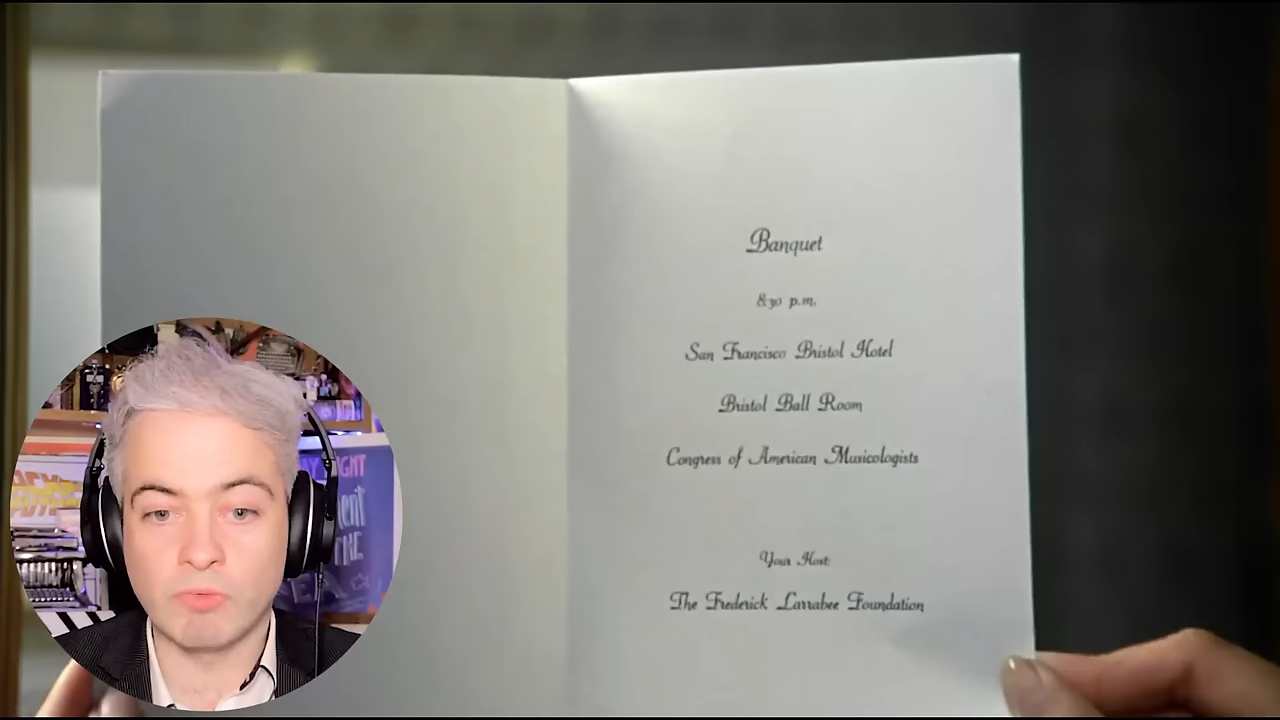 Banquet
8:30 p.m.
San Francisco Bristol Hotel
Bristol Ball Room
Congress of American Musicologists
Your Host:
The Frederick Larrabee Foundation